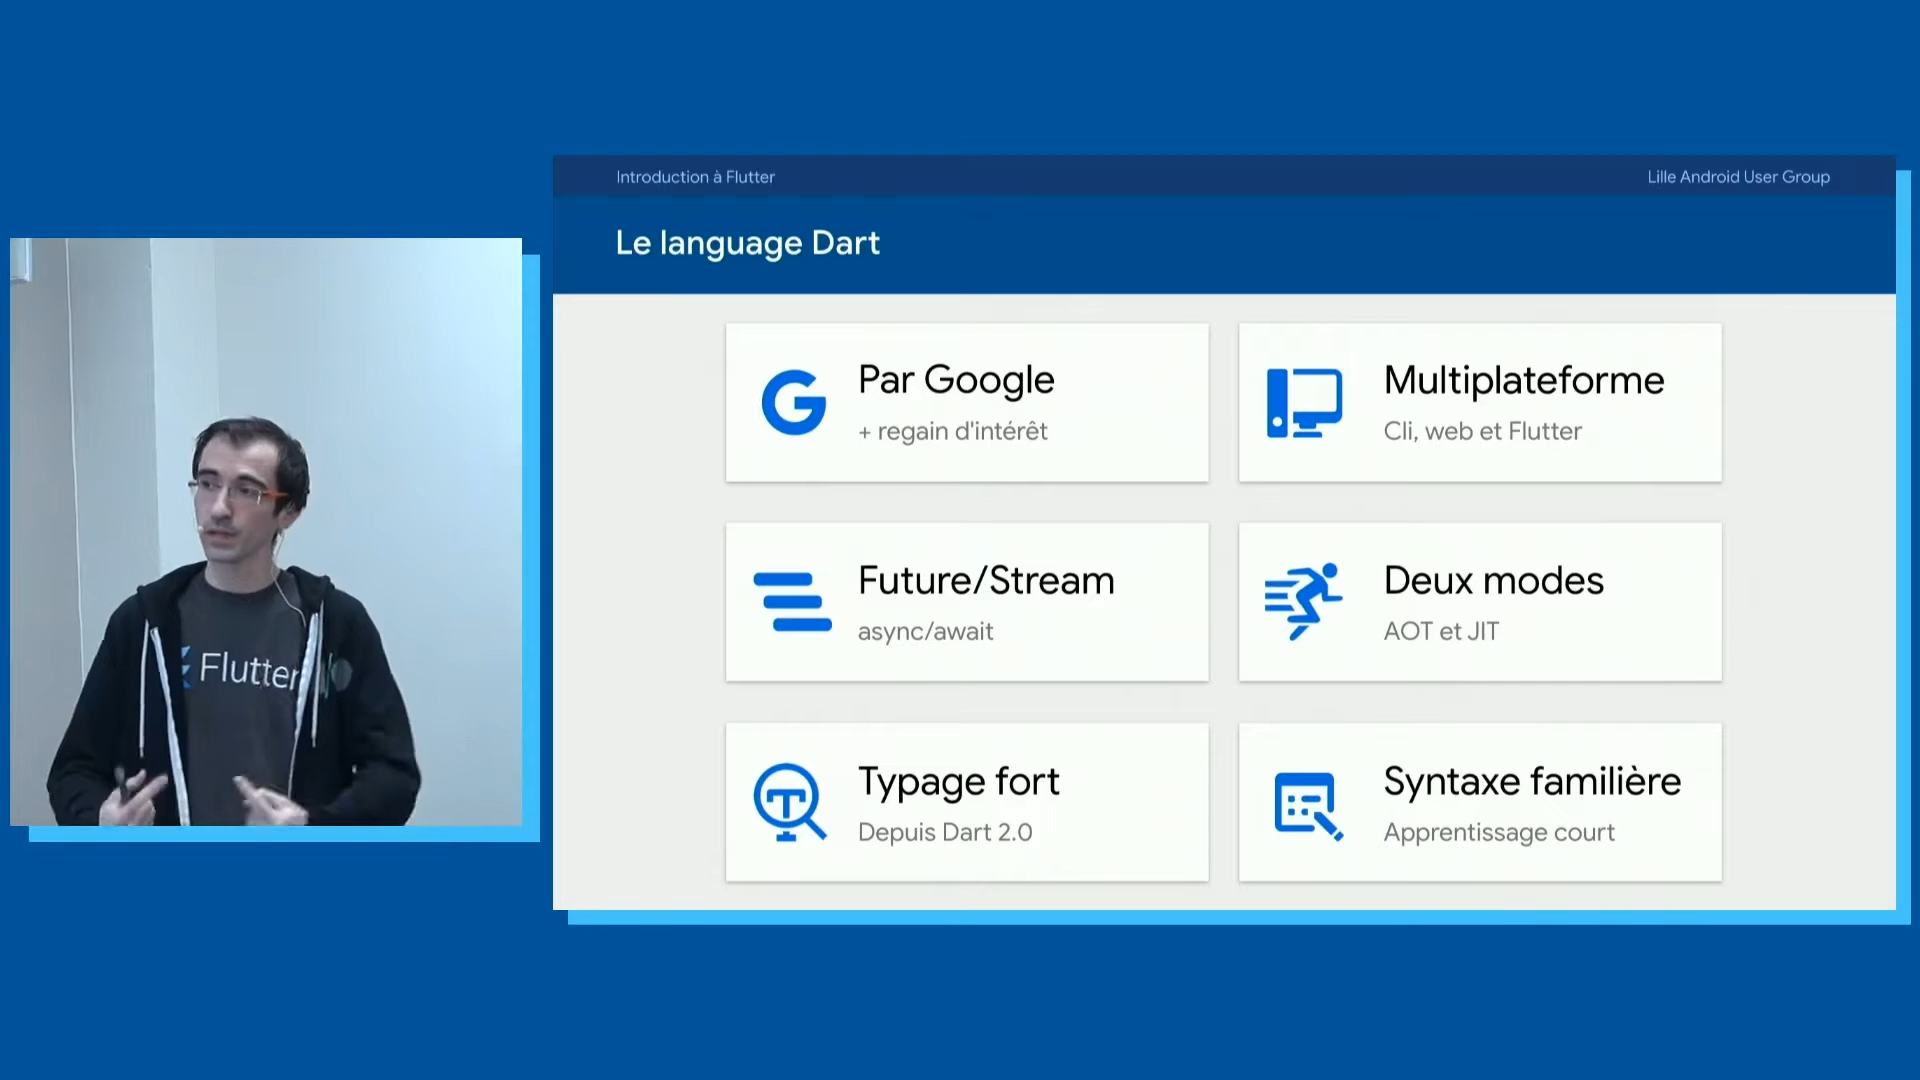 Introduction à Flutter
Lille Android User Group
Le language Dart
Par Google
+ regain d'intérêt
Multiplateforme
Cli, web et Flutter
Future/Stream
async/await
Deux modes
AOT et JIT
Typage fort
Depuis Dart 2.0
Syntaxe familière
Apprentissage court
Flutter